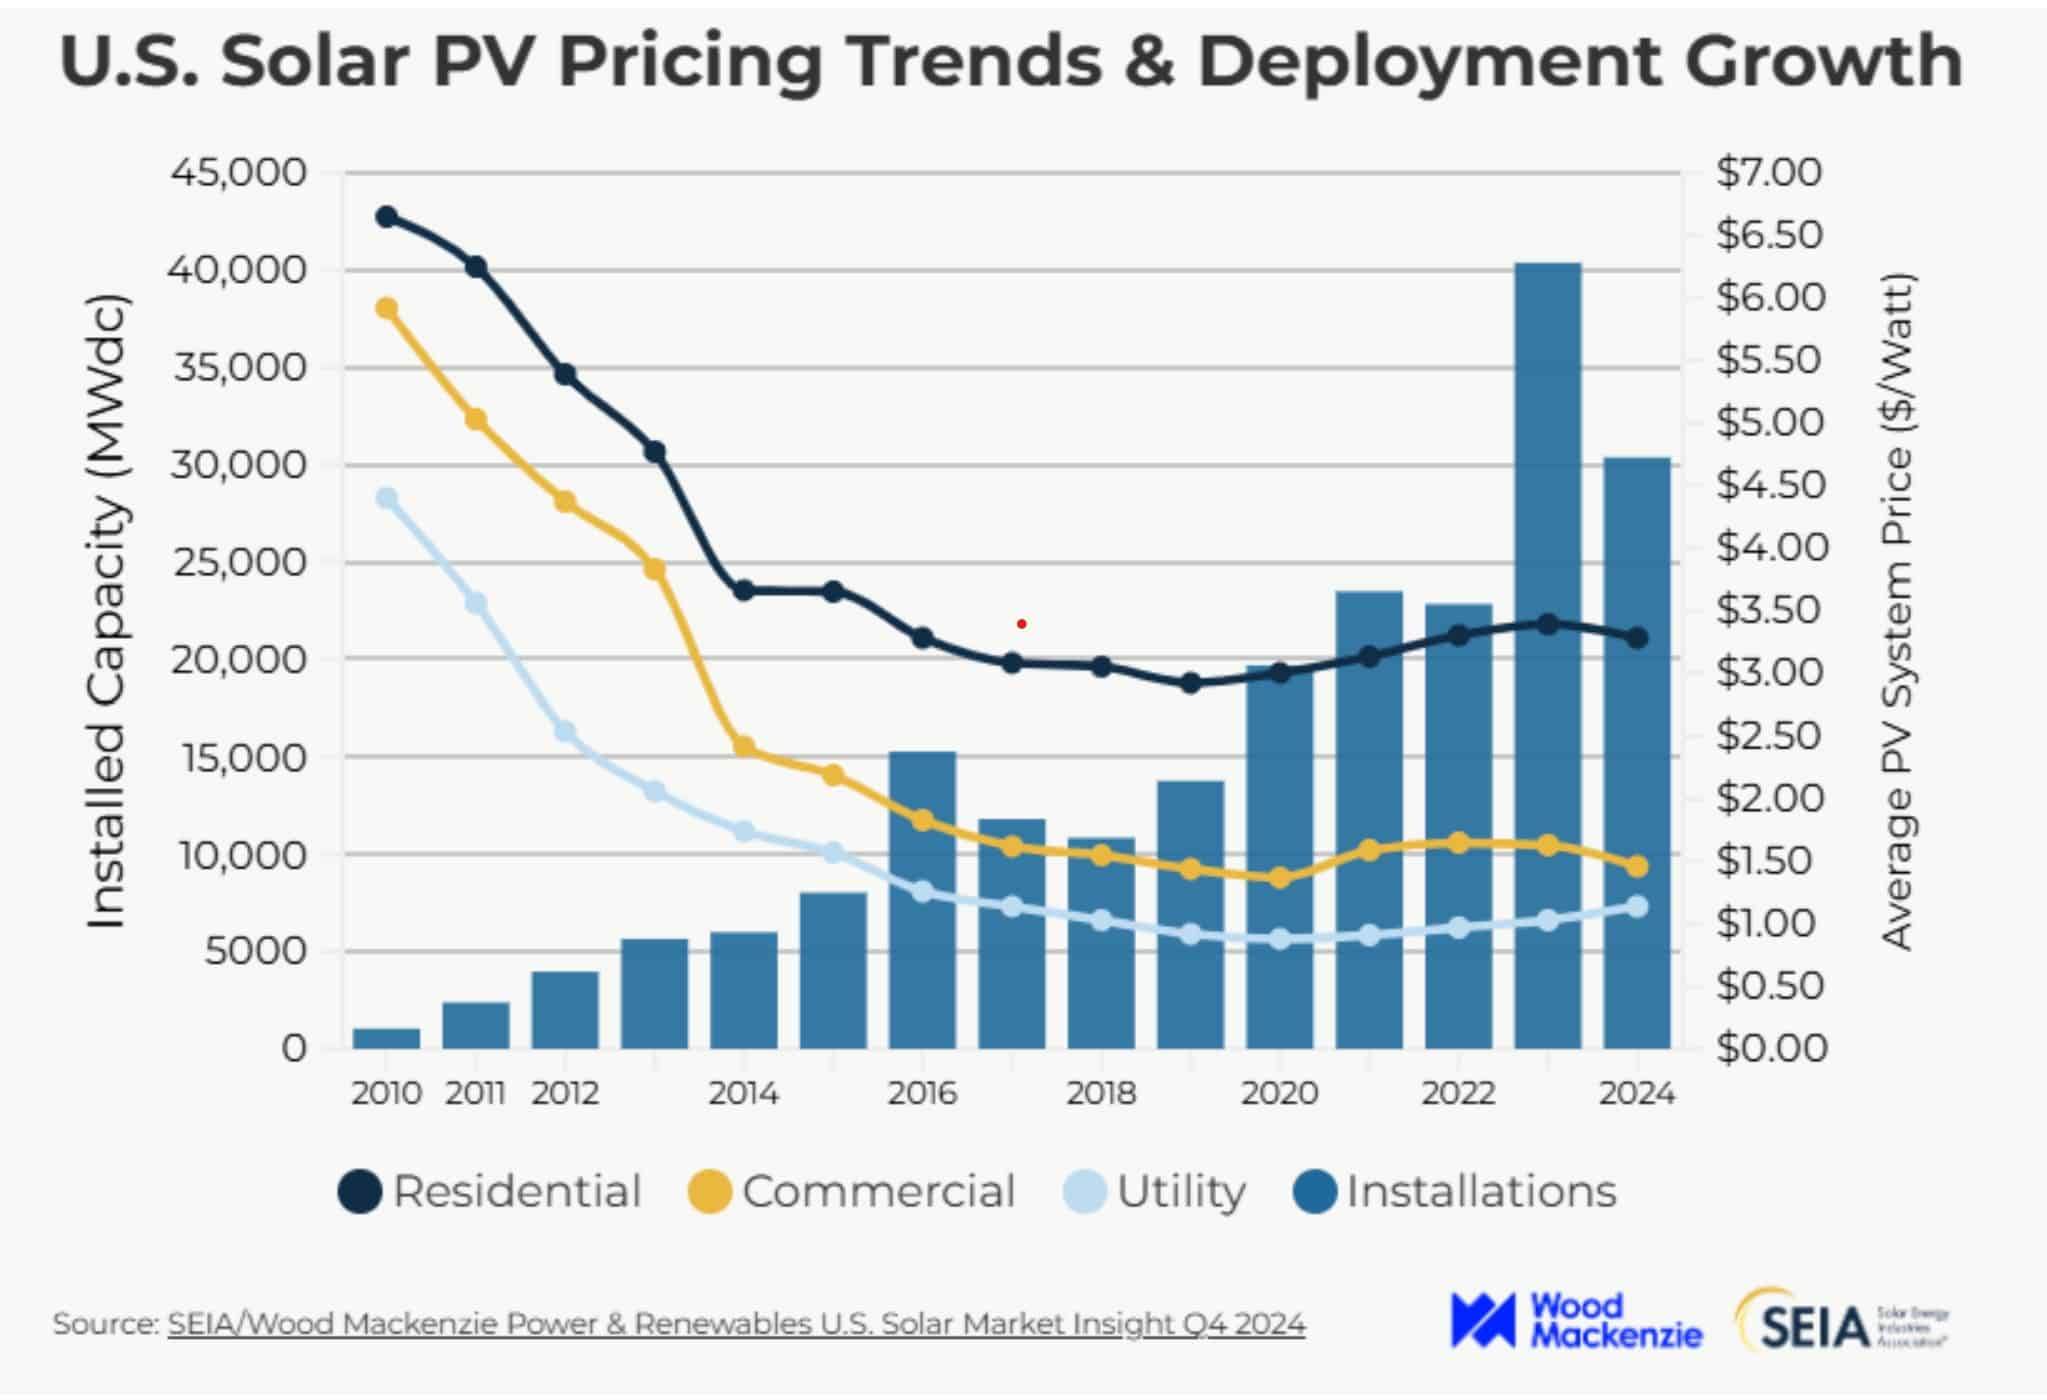 U.S. Solar PV Pricing Trends & Deployment Growth
45,000
40,000
35,000
30,000
25,000
20,000
15,000
10,000
5000
0
Installed Capacity (MWdc)
$7.00
$6.50
$6.00
$5.50
$5.00
$4.50
$4.00
$3.50
$3.00
$2.50
$2.00
$1.50
$1.00
$0.50
$0.00
Average PV System Price ($/Watt)
2010 2011 2012 2014 2016 2018 2020 2022 2024
Residential Commercial Utility Installations
Source: SEIA/Wood Mackenzie Power & Renewables U.S. Solar Market Insight Q4 2024
Wood
Mackenzie
SEIA
Solar Energy
Industries
Association